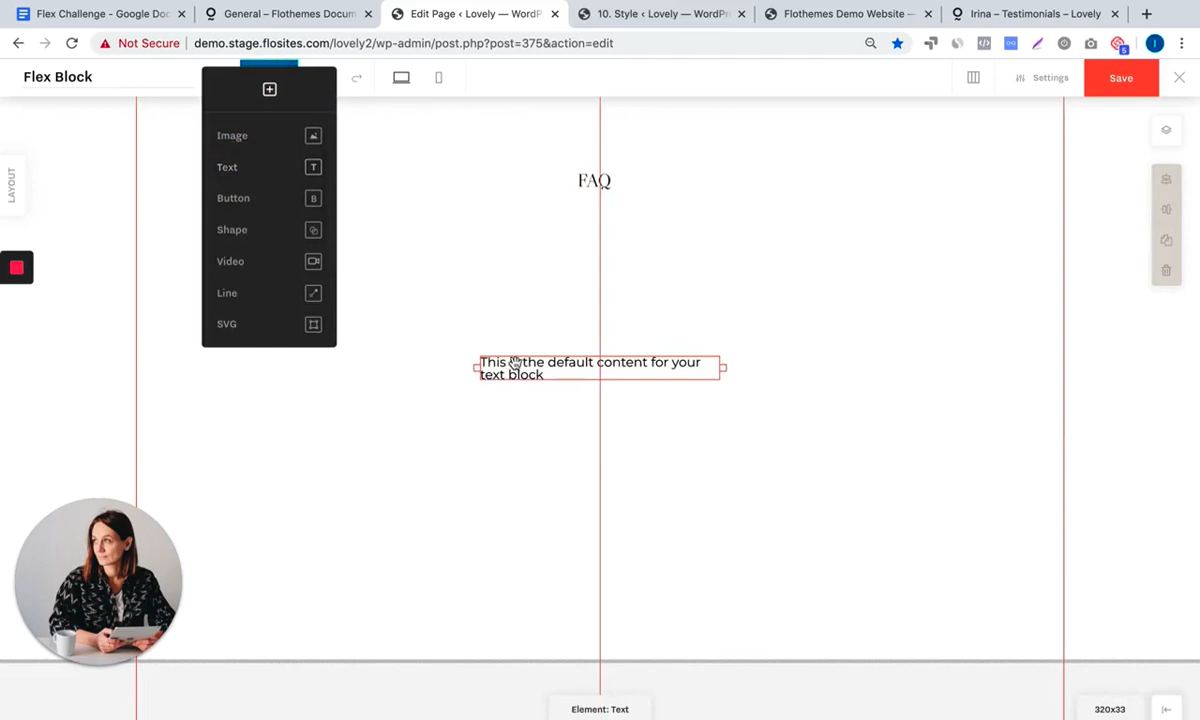 Flex Challenge - Google Doc
General – Flothemes Docum
Edit Page ‹ Lovely — WordP
10. Style ‹ Lovely — WordPr
Flothemes Demo Website —
Irina – Testimonials – Lovely
Not Secure
demo.stage.flosites.com/lovely2/wp-admin/post.php?post=375&action=edit
5
I
Flex Block
Settings
Save
Image
Text
T
Button
B
Shape
Video
Line
SVG
LAYOUT
FAQ
This the default content for your
text block
Element: Text
320x33